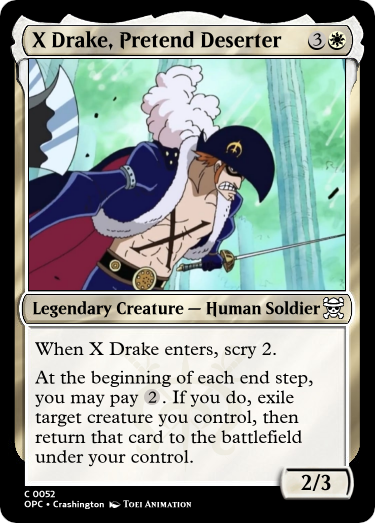 X Drake, Pretend Deserter 3
Legendary Creature — Human Soldier
When X Drake enters, scry 2.
At the beginning of each end step,
you may pay 2. If you do, exile
target creature you control, then
return that card to the battlefield
under your control.
2/3
C 0052
OPC • Crashington TOEI ANIMATION